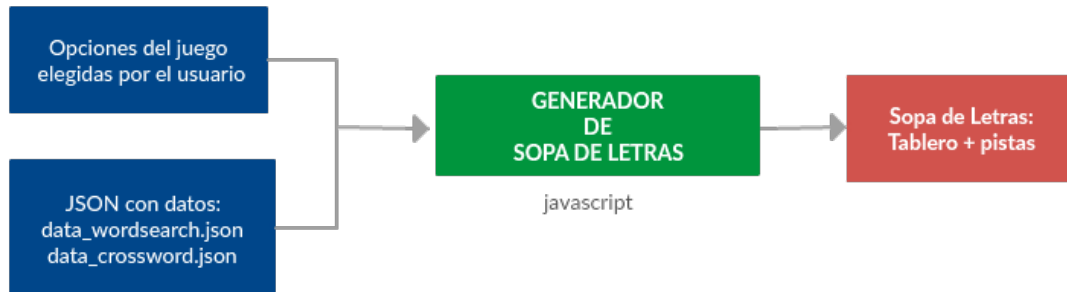 Opciones del juego
elegidas por el usuario
JSON con datos:
data_wordsearch.json
data_crossword.json
GENERADOR
DE
SOPA DE LETRAS
javascript
Sopa de Letras:
Tablero + pistas